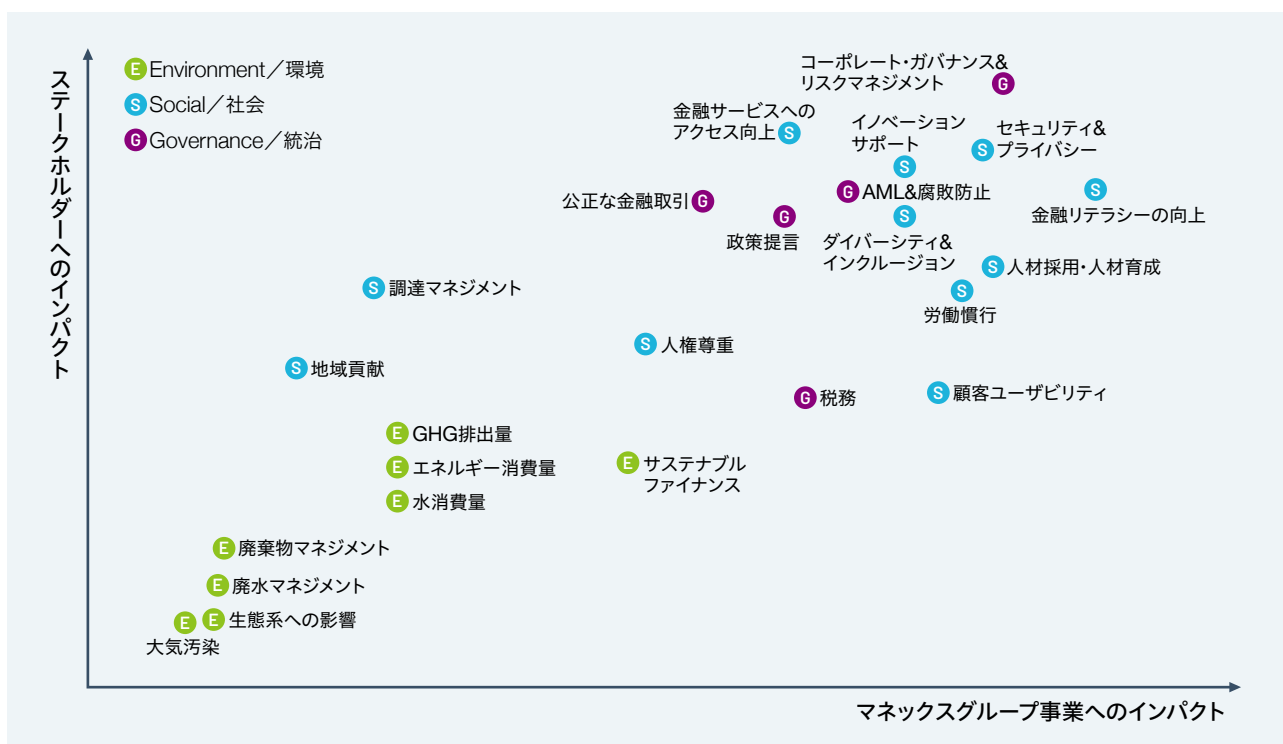 ステークホルダーへのインパクト
E Environment／環境
S Social／社会
G Governance／統治
コーポレート・ガバナンス&
リスクマネジメント G
金融サービスへの
アクセス向上 S
イノベーション
サポート
S
セキュリティ&
S プライバシー
公正な金融取引 G
G AML&腐敗防止
S
金融リテラシーの向上
G
政策提言
S
ダイバーシティ&
インクルージョン
S 人材採用・人材育成
S
労働慣行
S 調達マネジメント
S 人権尊重
S 地域貢献
G 税務
S 顧客ユーザビリティ
E GHG排出量
E エネルギー消費量
E サステナブル
ファイナンス
E 水消費量
E 廃棄物マネジメント
E 廃水マネジメント
E 生態系への影響
E
大気汚染
マネックスグループ事業へのインパクト